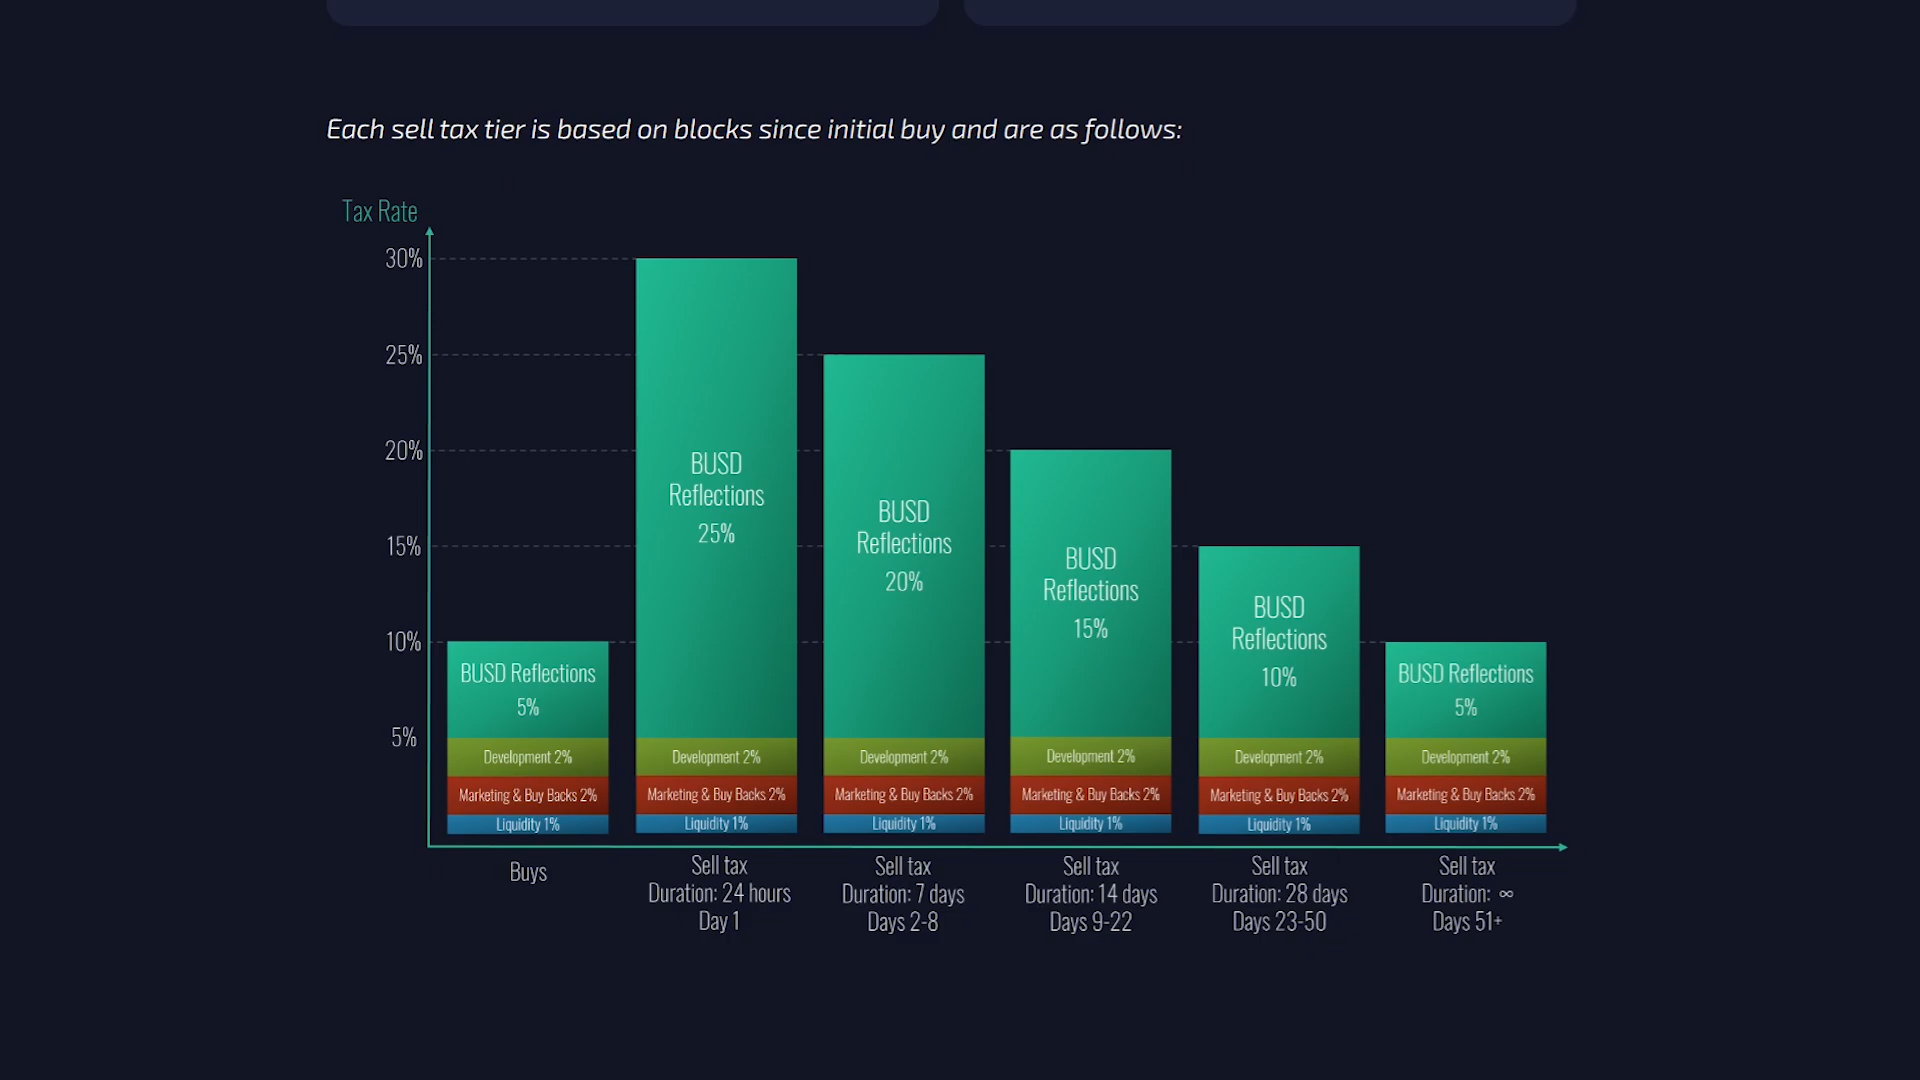 Each sell tax tier is based on blocks since initial buy and are as follows:
Tax Rate
30%
25%
20%
15%
10%
5%
BUSD Reflections
5%
Development 2%
Marketing & Buy Backs 2%
Liquidity 1%
Buys
BUSD
Reflections
25%
Development 2%
Marketing & Buy Backs 2%
Liquidity 1%
Sell tax
Duration: 24 hours
Day 1
BUSD
Reflections
20%
Development 2%
Marketing & Buy Backs 2%
Liquidity 1%
Sell tax
Duration: 7 days
Days 2-8
BUSD
Reflections
15%
Development 2%
Marketing & Buy Backs 2%
Liquidity 1%
Sell tax
Duration: 14 days
Days 9-22
BUSD
Reflections
10%
Development 2%
Marketing & Buy Backs 2%
Liquidity 1%
Sell tax
Duration: 28 days
Days 23-50
BUSD Reflections
5%
Development 2%
Marketing & Buy Backs 2%
Liquidity 1%
Sell tax
Duration: ∞
Days 51+